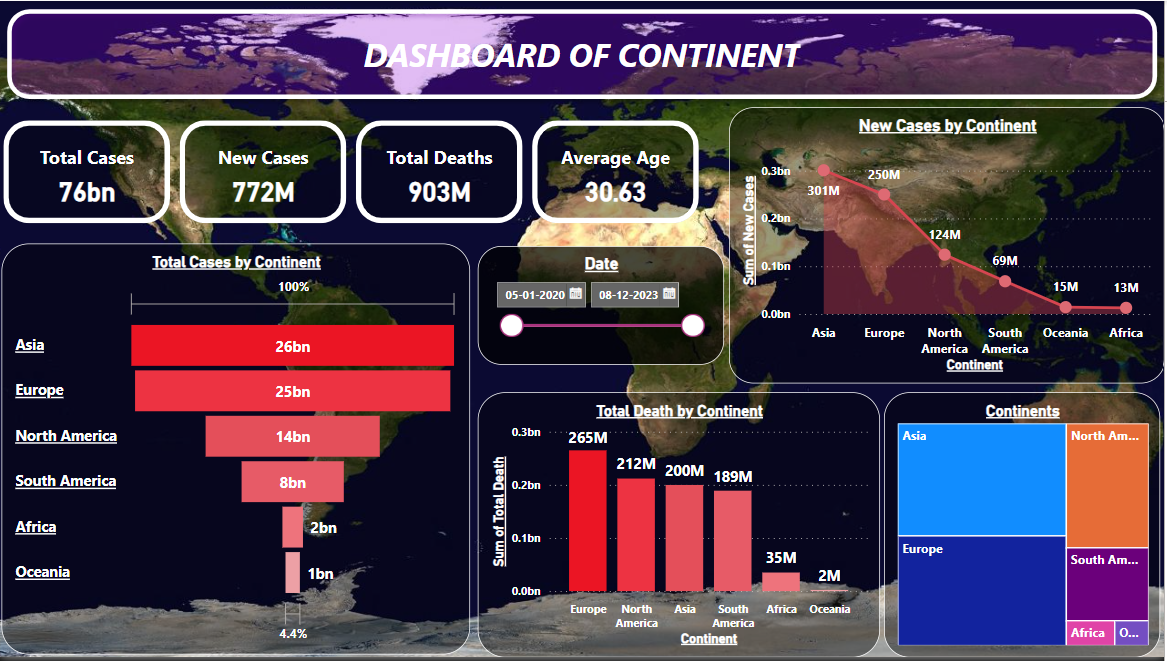 DASHBOARD OF CONTINENT
Total Cases
76bn
New Cases
772M
Total Deaths
903M
Average Age
30.63
New Cases by Continent
Sum of New Cases
0.3bn
0.2bn
0.1bn
0.0bn
301M
250M
124M
69M
15M
13M
Asia
Europe
North
America
South
America
Oceania
Africa
Continent
Total Cases by Continent
100%
Asia
26bn
Europe
25bn
North America
14bn
South America
8bn
Africa
2bn
Oceania
1bn
4.4%
Date
05-01-2020
08-12-2023
Total Death by Continent
Sum of Total Death
0.3bn
0.2bn
0.1bn
0.0bn
265M
212M
200M
189M
35M
2M
Europe
North
America
Asia
South
America
Africa
Oceania
Continent
Continents
Asia
North Am...
Europe
South Am...
Africa
O...